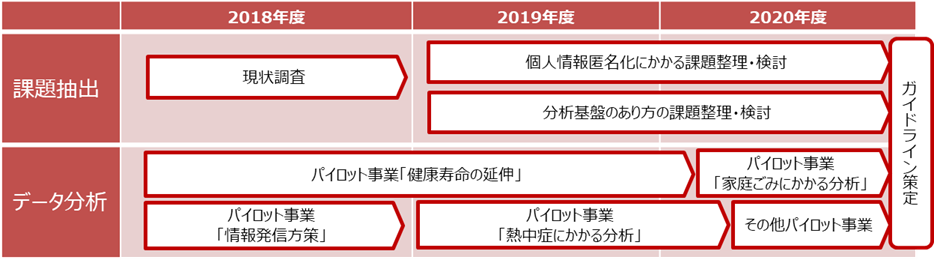 2018年度
2019年度
2020年度
課題抽出
現状調査
個人情報匿名化にかかる課題整理・検討
分析基盤のあり方の課題整理・検討
データ分析
パイロット事業「健康寿命の延伸」
パイロット事業
「家庭ごみにかかる分析」
パイロット事業
「情報発信方策」
パイロット事業
「熱中症にかかる分析」
その他パイロット事業
ガイドライン策定